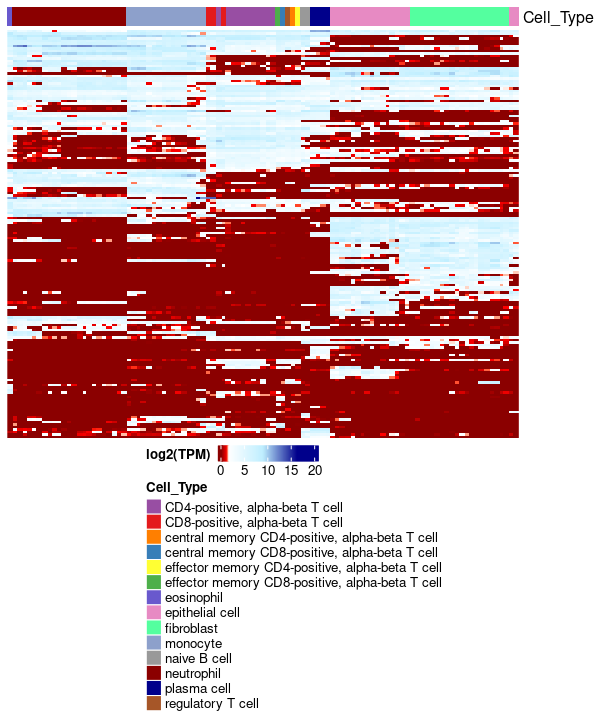 Cell_Type
log2(TPM)
0 5 10 15 20
Cell_Type
CD4-positive, alpha-beta T cell
CD8-positive, alpha-beta T cell
central memory CD4-positive, alpha-beta T cell
central memory CD8-positive, alpha-beta T cell
effector memory CD4-positive, alpha-beta T cell
effector memory CD8-positive, alpha-beta T cell
eosinophil
epithelial cell
fibroblast
monocyte
naive B cell
neutrophil
plasma cell
regulatory T cell